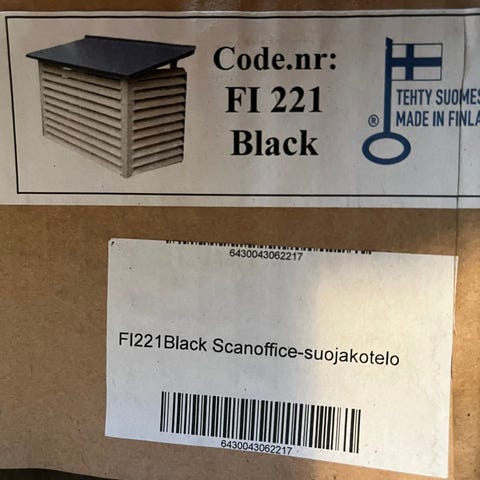 Code.nr:
FI 221
Black
®
TEHTY SUOMES
MADE IN FINLA
6430043062217
FI221Black Scanoffice-suojakotelo
6430043062217